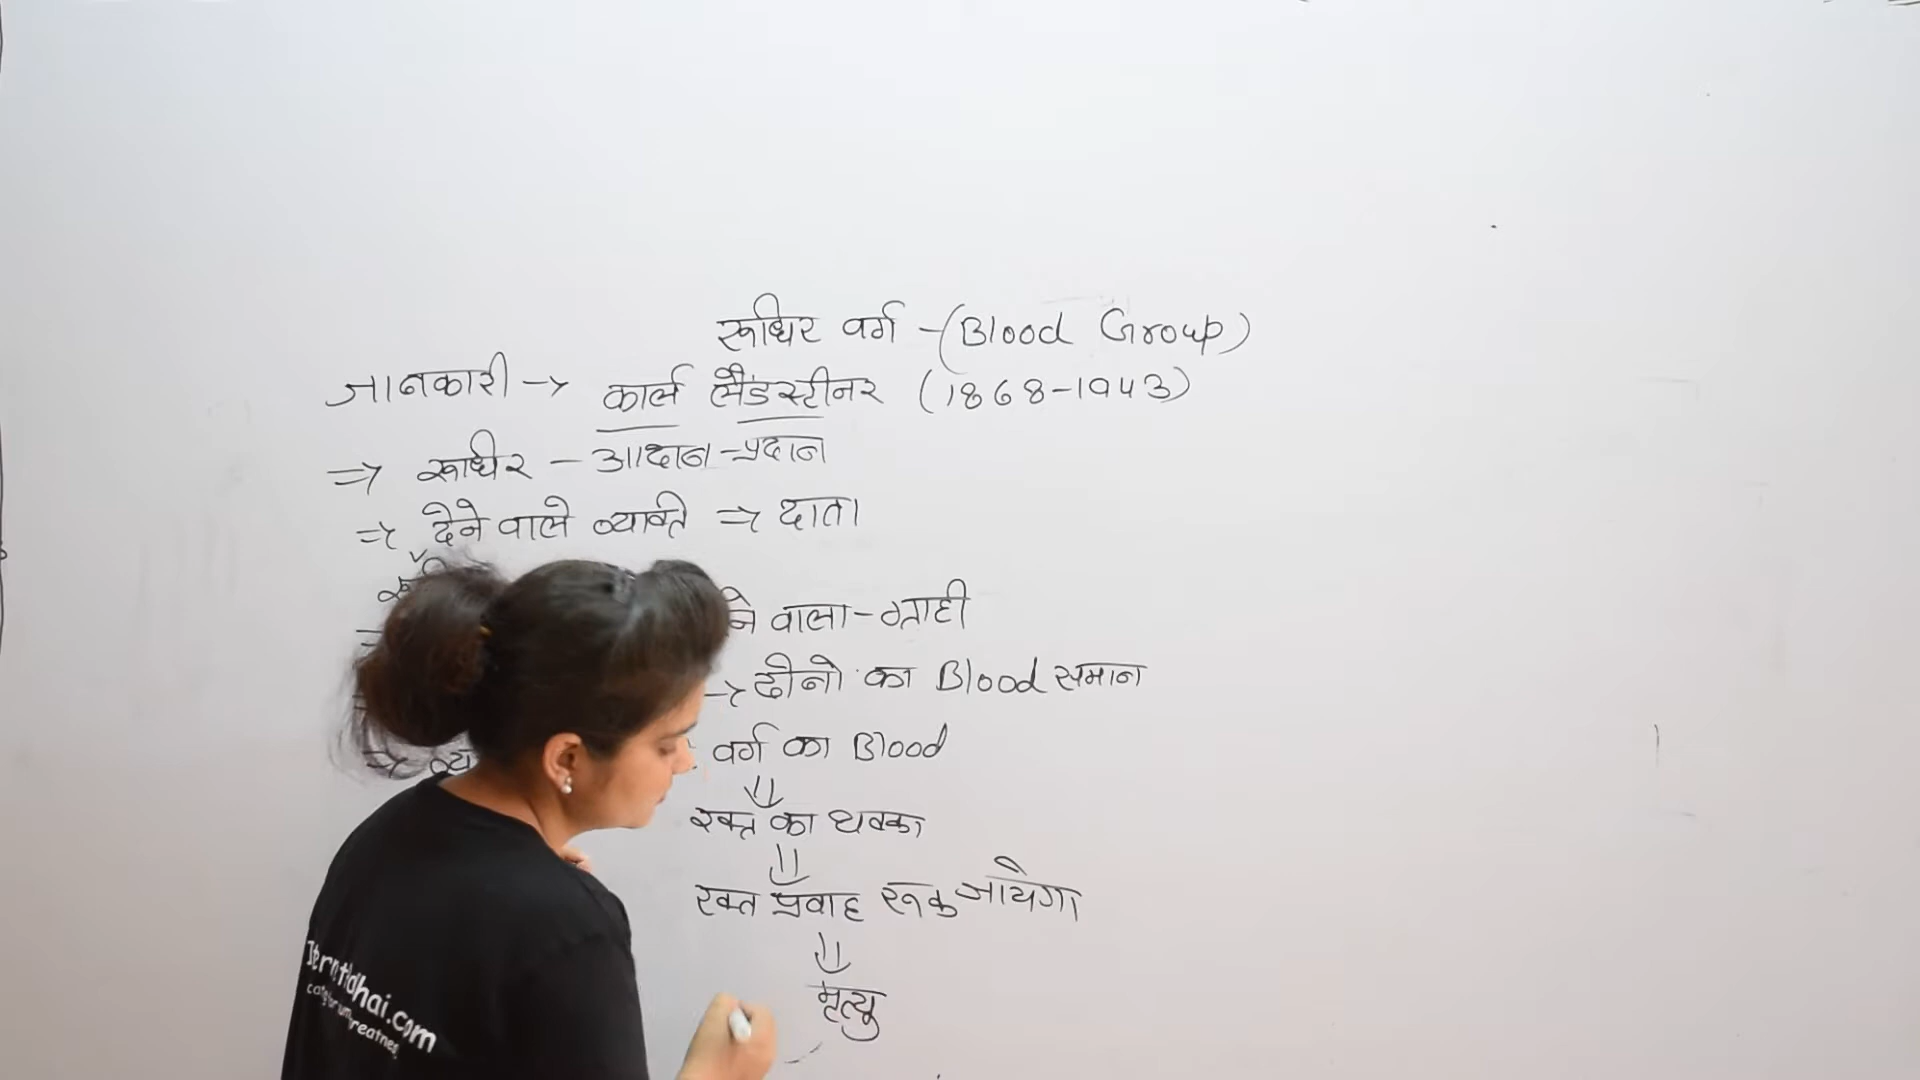 रूधिर वर्ग -(Blood Group)
जानकारी → कार्ल लैंडस्टीनर (1868-1943)
⇒ रूधिर - आदान-प्रदान
⇒ देने वाले व्यक्ति ⇒ दाता
ने वाला - ग्राही
→ दोनो का Blood समान
वर्ग का Blood
रक्त का थक्का
रक्त प्रवाह रूक जायेगा
मृत्यु